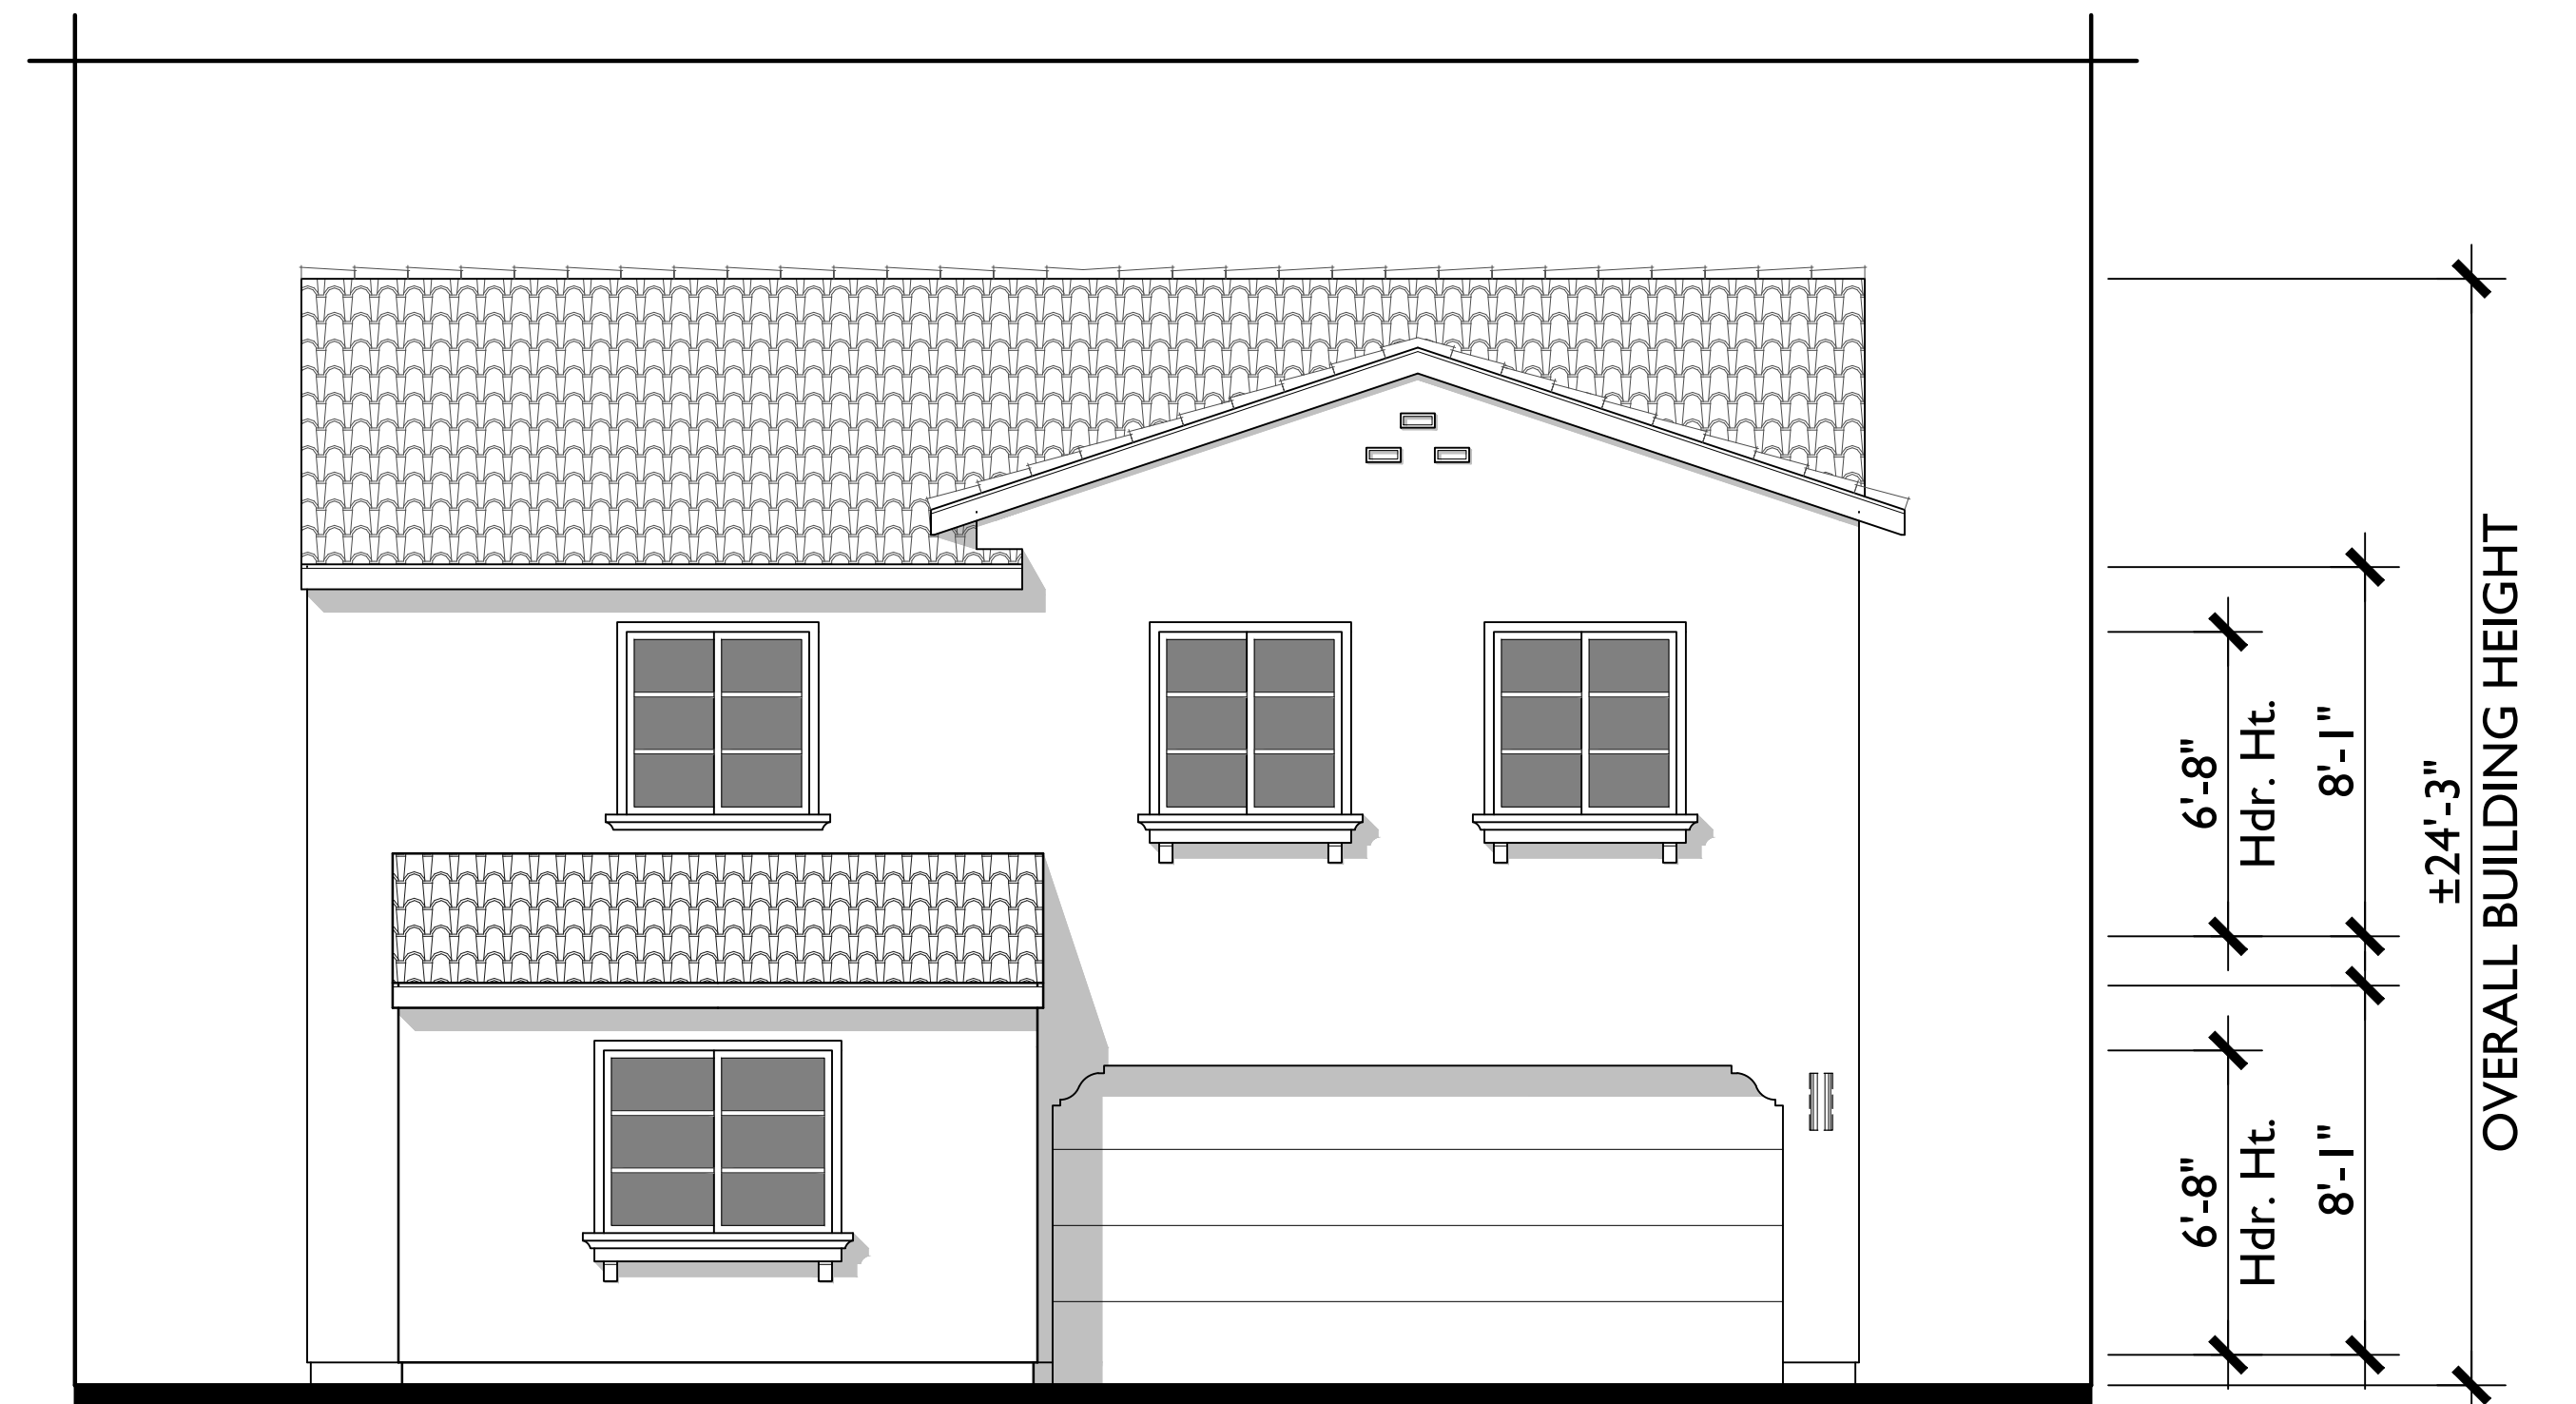 6'-8"
Hdr. Ht.
8'-1"
±24'-3"
OVERALL BUILDING HEIGHT
6'-8"
Hdr. Ht.
8'-1"